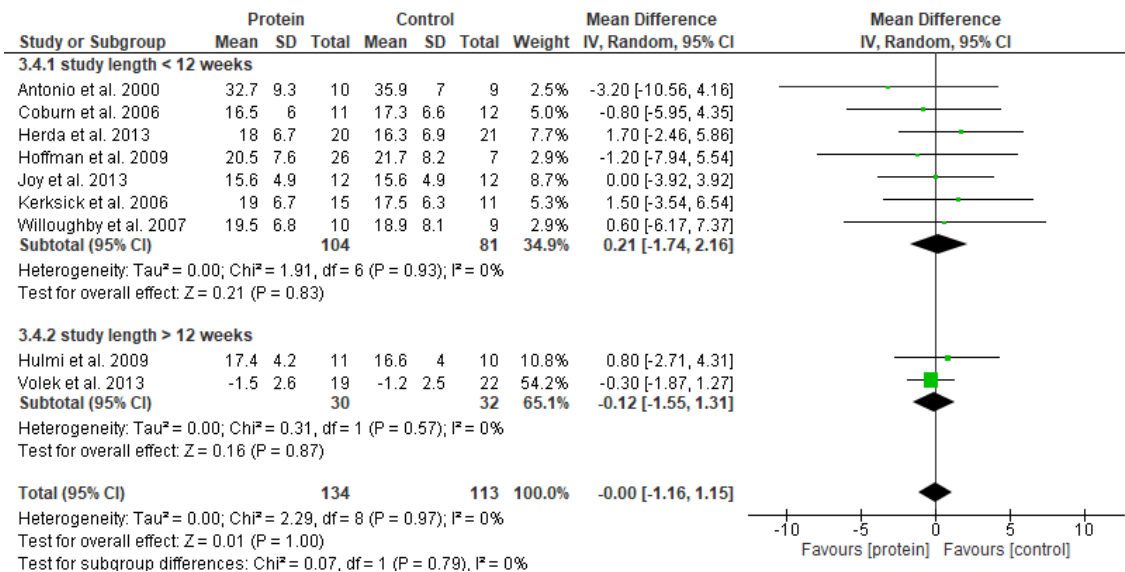 Protein Control Mean Difference Mean Difference
Study or Subgroup Mean SD Total Mean SD Total Weight IV, Random, 95% CI IV, Random, 95% CI
3.4.1 study length < 12 weeks
Antonio et al. 2000 32.7 9.3 10 35.9 7 9 2.5% -3.20 [-10.56, 4.16]
Coburn et al. 2006 16.5 6 11 17.3 6.6 12 5.0% -0.80 [-5.95, 4.35]
Herda et al. 2013 18 6.7 20 16.3 6.9 21 7.7% 1.70 [-2.46, 5.86]
Hoffman et al. 2009 20.5 7.6 26 21.7 8.2 7 2.9% -1.20 [-7.94, 5.54]
Joy et al. 2013 15.6 4.9 12 15.6 4.9 12 8.7% 0.00 [-3.92, 3.92]
Kerksick et al. 2006 19 6.7 15 17.5 6.3 11 5.3% 1.50 [-3.54, 6.54]
Willoughby et al. 2007 19.5 6.8 10 18.9 8.1 9 2.9% 0.60 [-6.17, 7.37]
Subtotal (95% CI) 104 81 34.9% 0.21 [-1.74, 2.16]
Heterogeneity: Tau² = 0.00; Chi² = 1.91, df = 6 (P = 0.93); I² = 0%
Test for overall effect: Z = 0.21 (P = 0.83)
3.4.2 study length > 12 weeks
Hulmi et al. 2009 17.4 4.2 11 16.6 4 10 10.8% 0.80 [-2.71, 4.31]
Volek et al. 2013 -1.5 2.6 19 -1.2 2.5 22 54.2% -0.30 [-1.87, 1.27]
Subtotal (95% CI) 30 32 65.1% -0.12 [-1.55, 1.31]
Heterogeneity: Tau² = 0.00; Chi² = 0.31, df = 1 (P = 0.57); I² = 0%
Test for overall effect: Z = 0.16 (P = 0.87)
Total (95% CI) 134 113 100.0% -0.00 [-1.16, 1.15]
Heterogeneity: Tau² = 0.00; Chi² = 2.29, df = 8 (P = 0.97); I² = 0%
Test for overall effect: Z = 0.01 (P = 1.00)
Test for subgroup differences: Chi² = 0.07, df = 1 (P = 0.79), I² = 0%
-10 -5 0 5 10
Favours [protein] Favours [control]